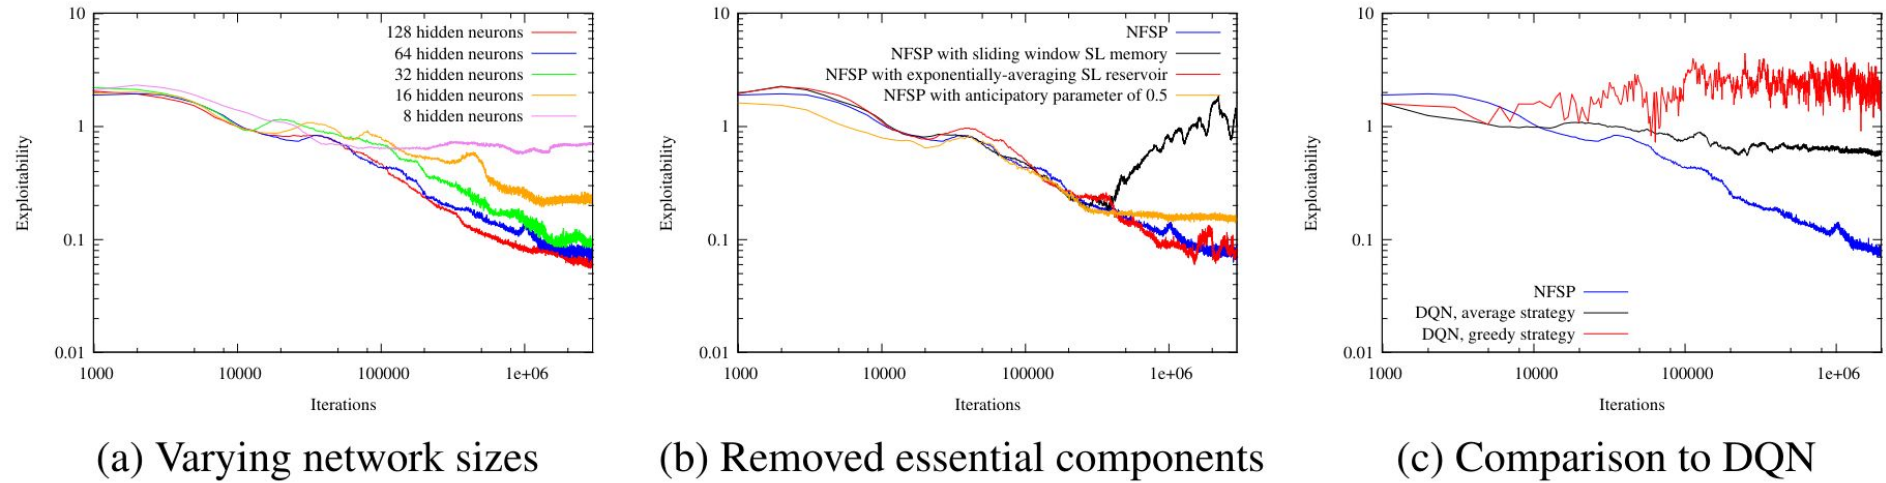 10
1
0.1
0.01
Exploitability
128 hidden neurons
64 hidden neurons
32 hidden neurons
16 hidden neurons
8 hidden neurons
1000 10000 100000 1e+06
Iterations
(a) Varying network sizes
10
1
0.1
0.01
Exploitability
NFSP
NFSP with sliding window SL memory
NFSP with exponentially-averaging SL reservoir
NFSP with anticipatory parameter of 0.5
1000 10000 100000 1e+06
Iterations
(b) Removed essential components
10
1
0.1
0.01
Exploitability
NFSP
DQN, average strategy
DQN, greedy strategy
1000 10000 100000 1e+06
Iterations
(c) Comparison to DQN